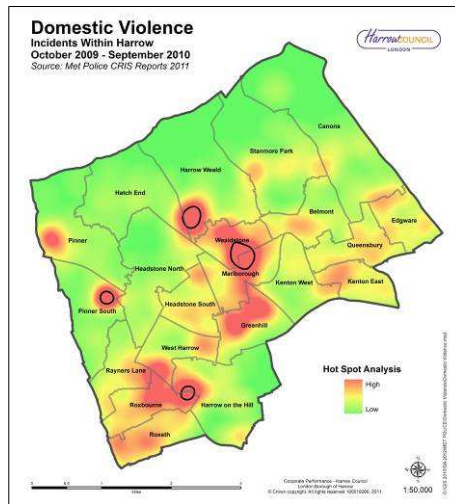 Domestic Violence
Incidents Within Harrow
October 2009 - September 2010
Source: Met Police CRIS Reports 2011
Harrow COUNCIL
LONDON
Canons
Stanmore Park
Harrow Weald
Hatch End
Belmont
Edgware
Wealdstone
Pinner
Queensbury
Headstone North
Marlborough
Kenton West
Kenton East
Pinner South
Headstone South
Greenhill
West Harrow
Rayners Lane
Hot Spot Analysis
High
Low
Roxbourne
Harrow on the Hill
Roxeth
Corporate Performance - Harrow Council
London Borough of Harrow
1:50,000